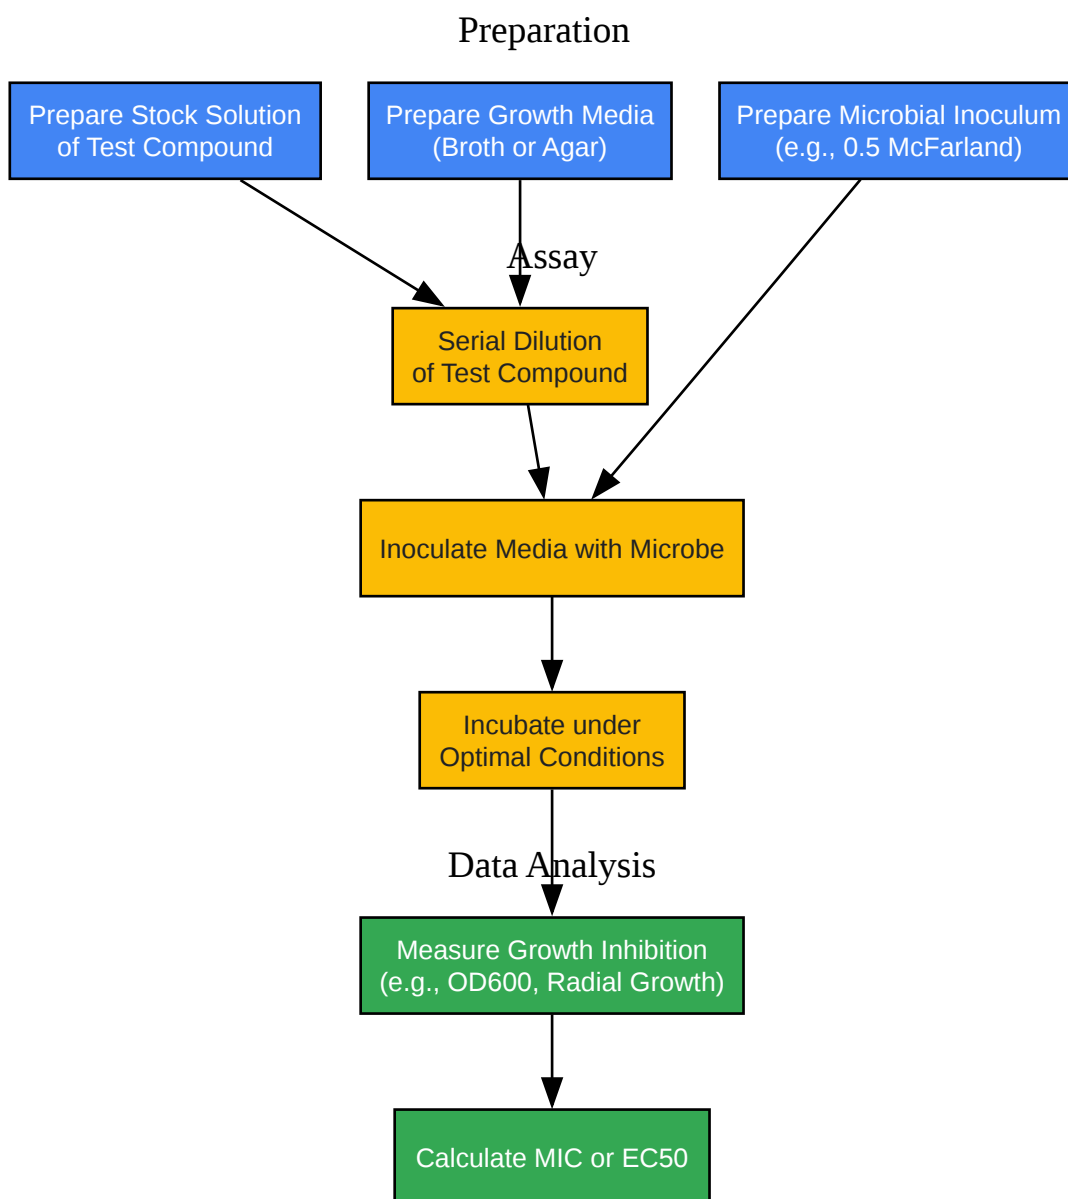 Preparation
Prepare Stock Solution
of Test Compound
Prepare Growth Media
(Broth or Agar)
Prepare Microbial Inoculum
(e.g., 0.5 McFarland)
Assay
Serial Dilution
of Test Compound
Inoculate Media with Microbe
Incubate under
Optimal Conditions
Data Analysis
Measure Growth Inhibition
(e.g., OD600, Radial Growth)
Calculate MIC or EC50